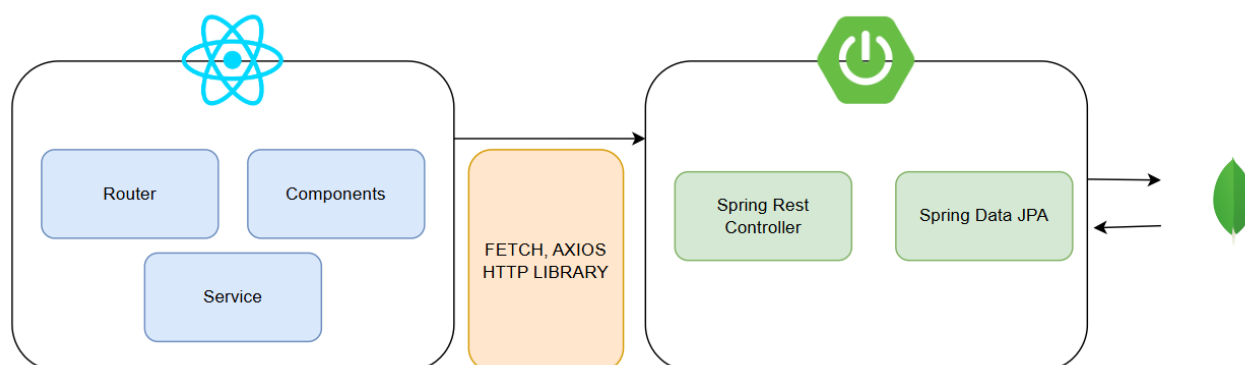 Router
Components
Service
FETCH, AXIOS
HTTP LIBRARY
Spring Rest
Controller
Spring Data JPA